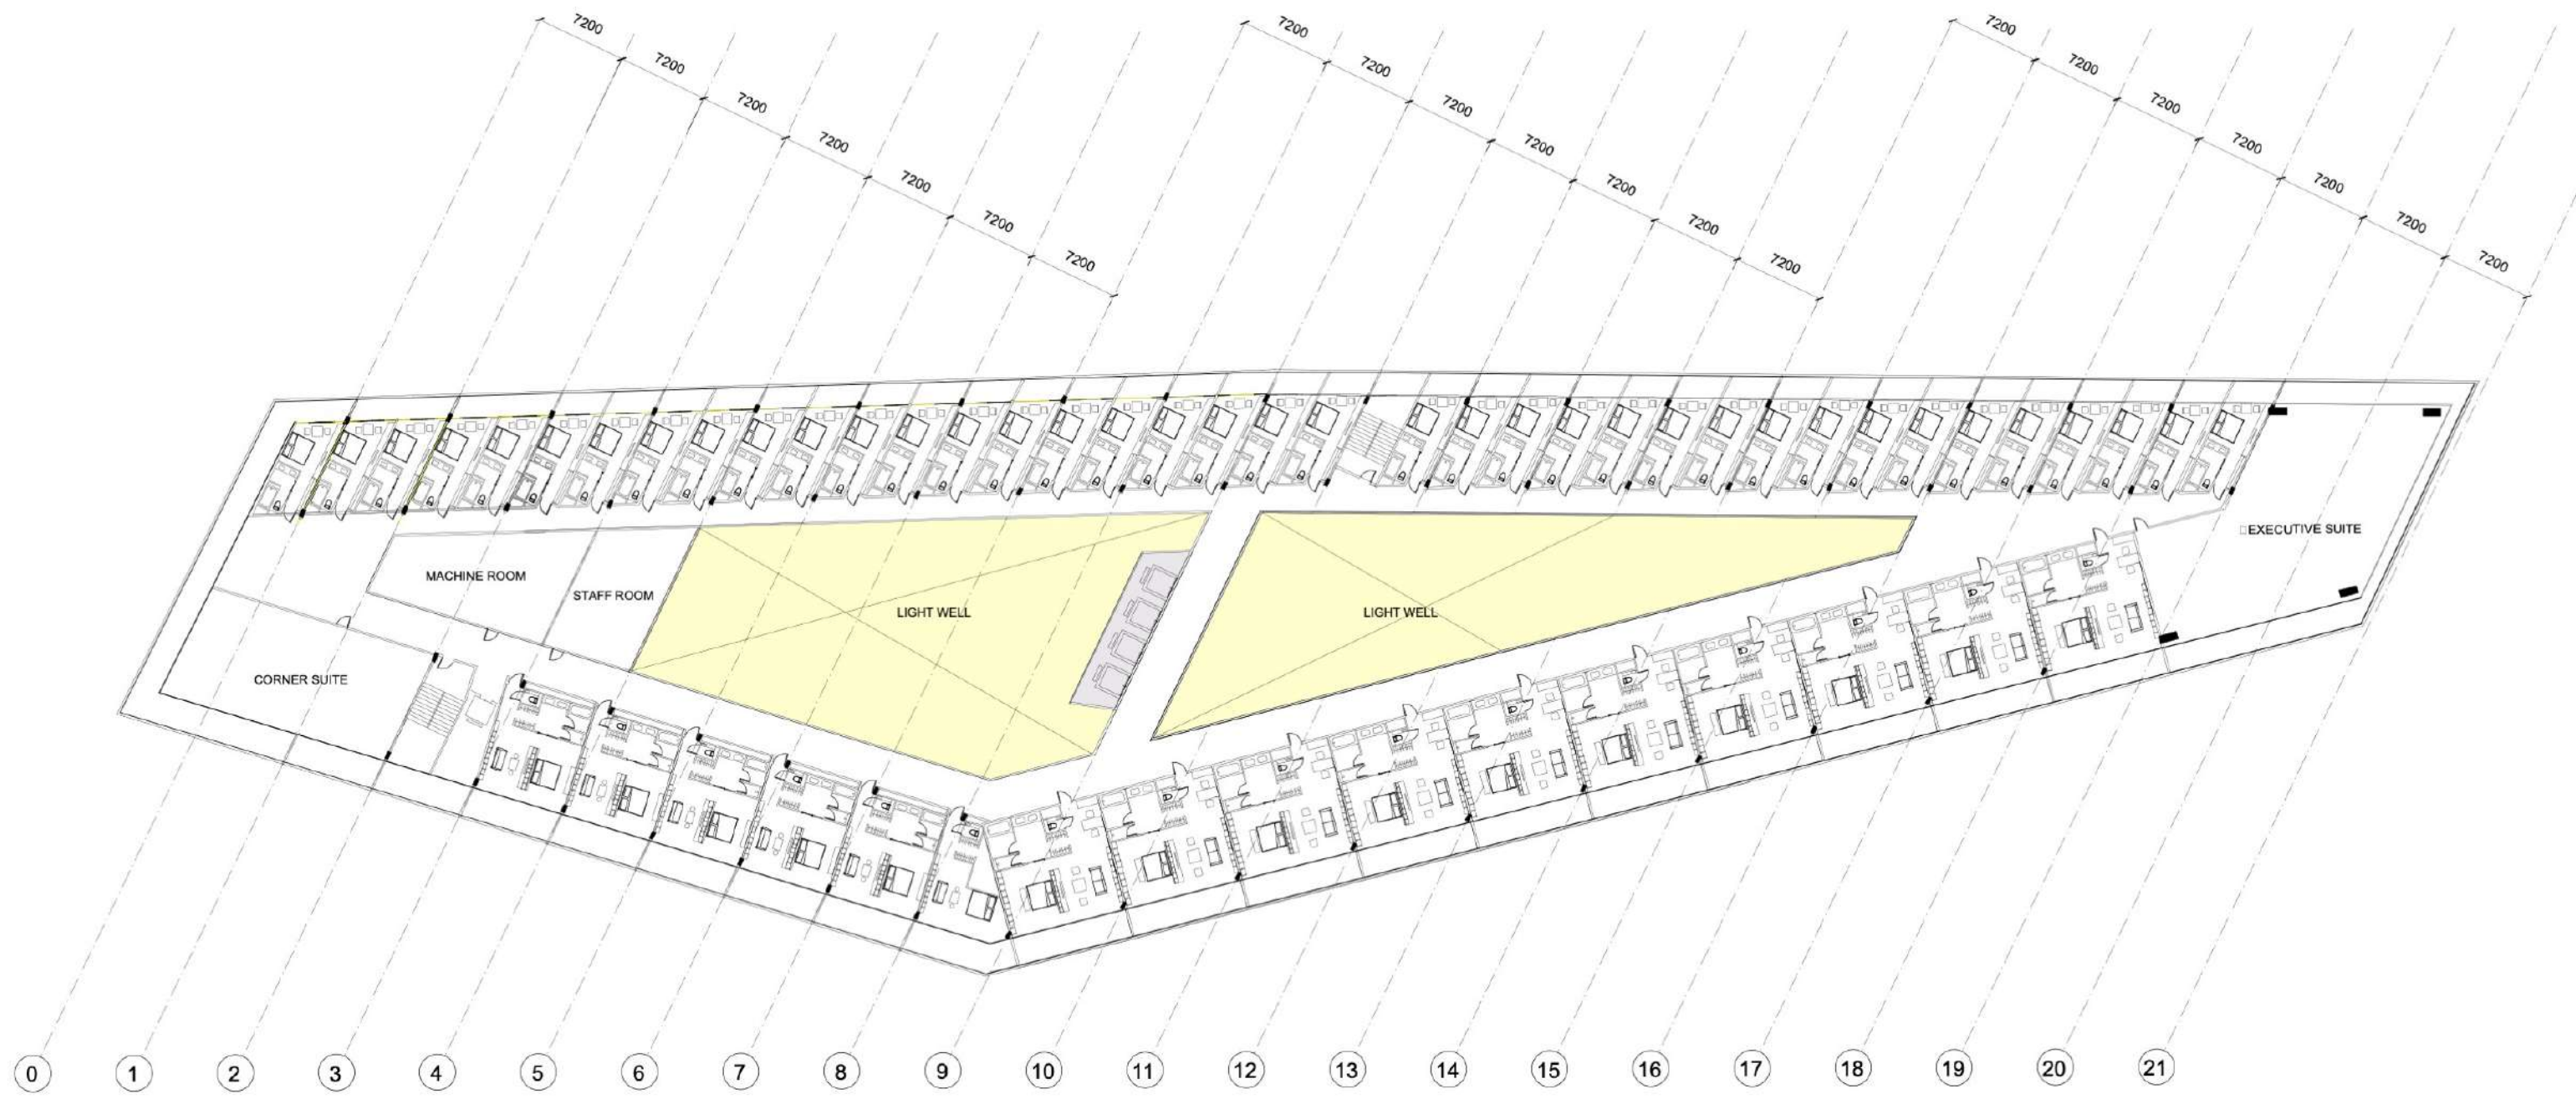 7200 7200 7200
7200 7200 7200
7200 7200 7200
7200 7200 7200
7200 7200 7200
7200 7200 7200
7200 7200 7200
EXECUTIVE SUITE
MACHINE ROOM
STAFF ROOM
LIGHT WELL LIGHT WELL
CORNER SUITE
0 1 2 3 4 5 6 7 8 9 10 11 12 13 14 15 16 17 18 19 20 21